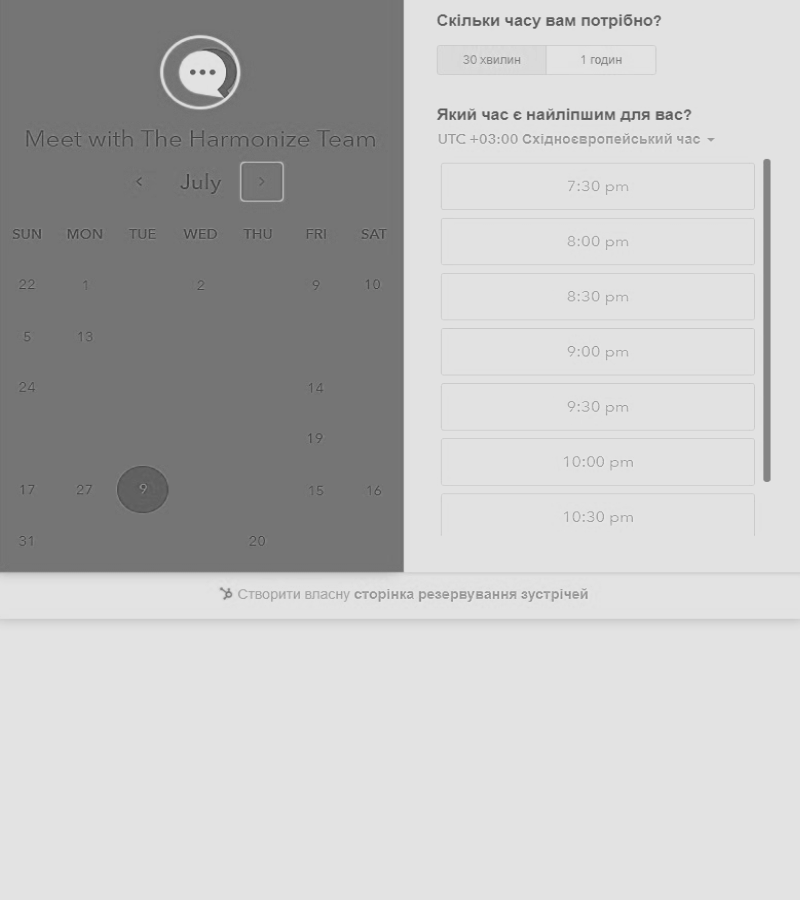 Meet with The Harmonize Team
July
SUN MON TUE WED THU FRI SAT
22 1 2 9 10
5 13
24 14
19
17 27 9 15 16
31 20
Скільки часу вам потрібно?
30 хвилин 1 годин
Який час є найліпшим для вас?
UTC +03:00 Східноєвропейський час
7:30 pm
8:00 pm
8:30 pm
9:00 pm
9:30 pm
10:00 pm
10:30 pm
Створити власну сторінка резервування зустрічей